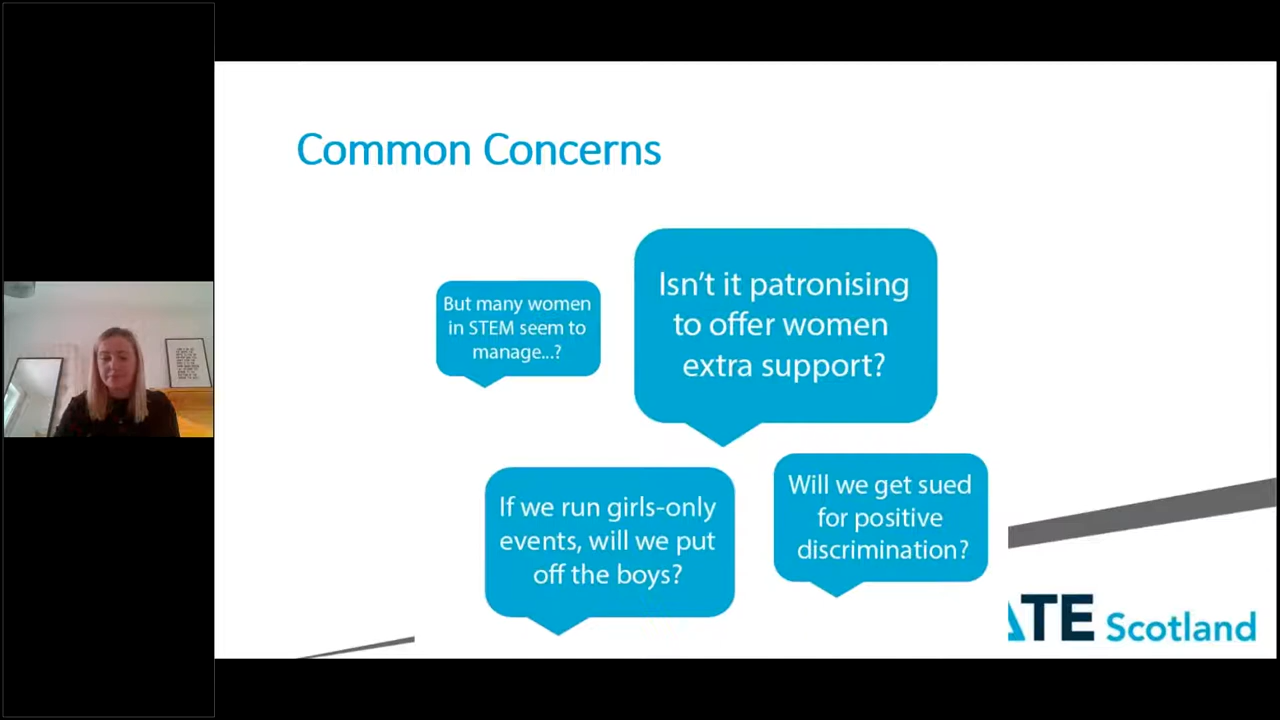 Common Concerns
But many women
in STEM seem to
manage...?
Isn't it patronising
to offer women
extra support?
If we run girls-only
events, will we put
off the boys?
Will we get sued
for positive
discrimination?
ATE Scotland